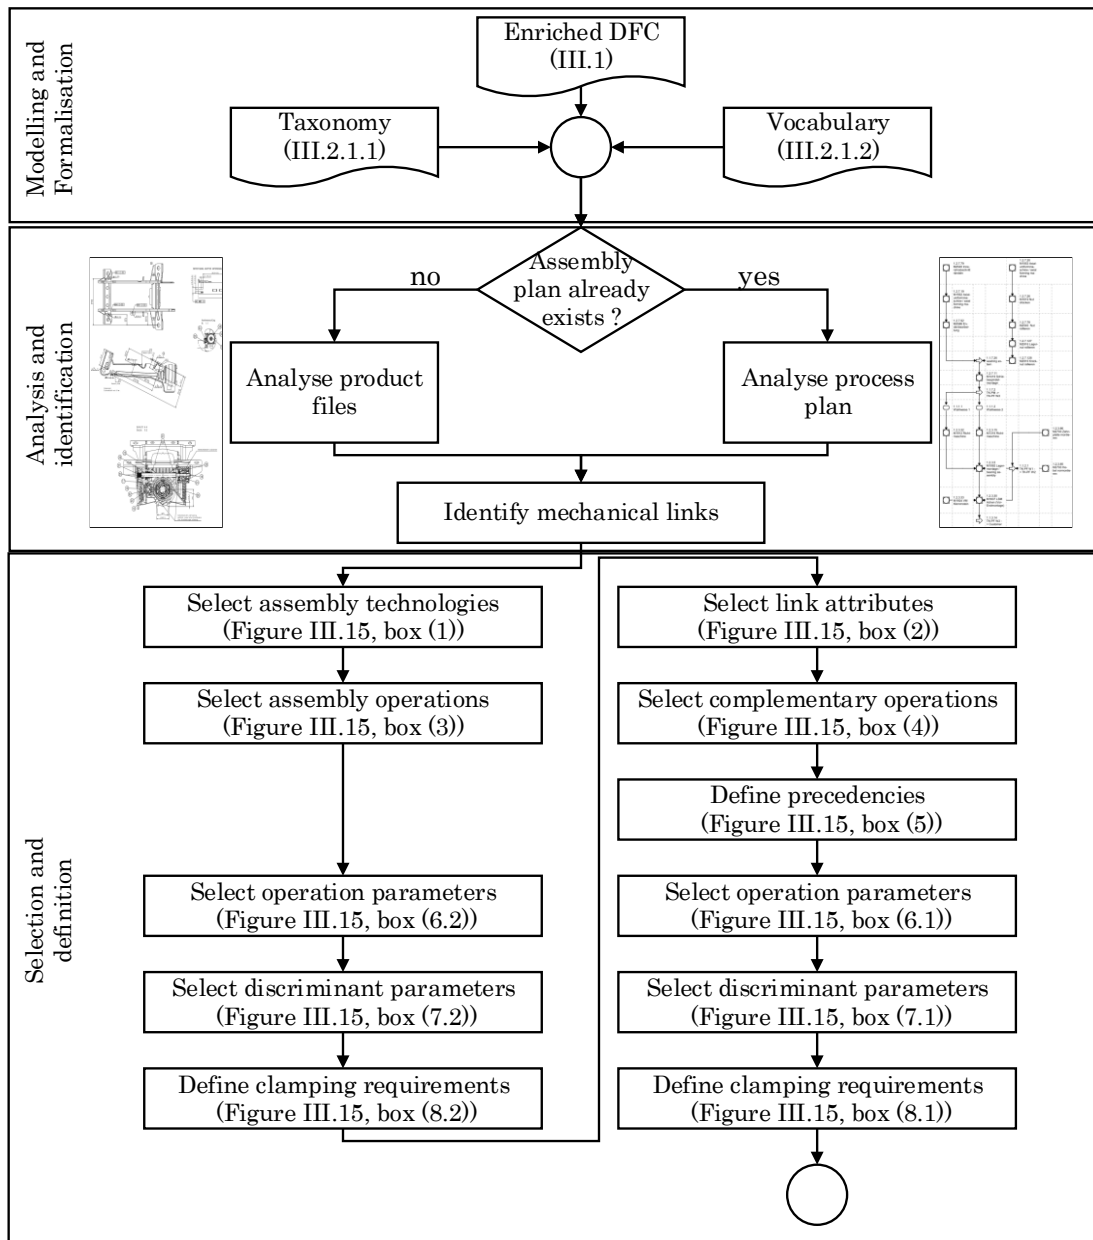 Modelling and
Formalisation
Enriched DFC
(III.1)
Taxonomy
(III.2.1.1)
Vocabulary
(III.2.1.2)
Analysis and
identification
no
Assembly
plan already
exists ?
yes
Analyse product
files
Analyse process
plan
Identify mechanical links
Selection and
definition
Select assembly technologies
(Figure III.15, box (1))
Select assembly operations
(Figure III.15, box (3))
Select operation parameters
(Figure III.15, box (6.2))
Select discriminant parameters
(Figure III.15, box (7.2))
Define clamping requirements
(Figure III.15, box (8.2))
Select link attributes
(Figure III.15, box (2))
Select complementary operations
(Figure III.15, box (4))
Define precedencies
(Figure III.15, box (5))
Select operation parameters
(Figure III.15, box (6.1))
Select discriminant parameters
(Figure III.15, box (7.1))
Define clamping requirements
(Figure III.15, box (8.1))